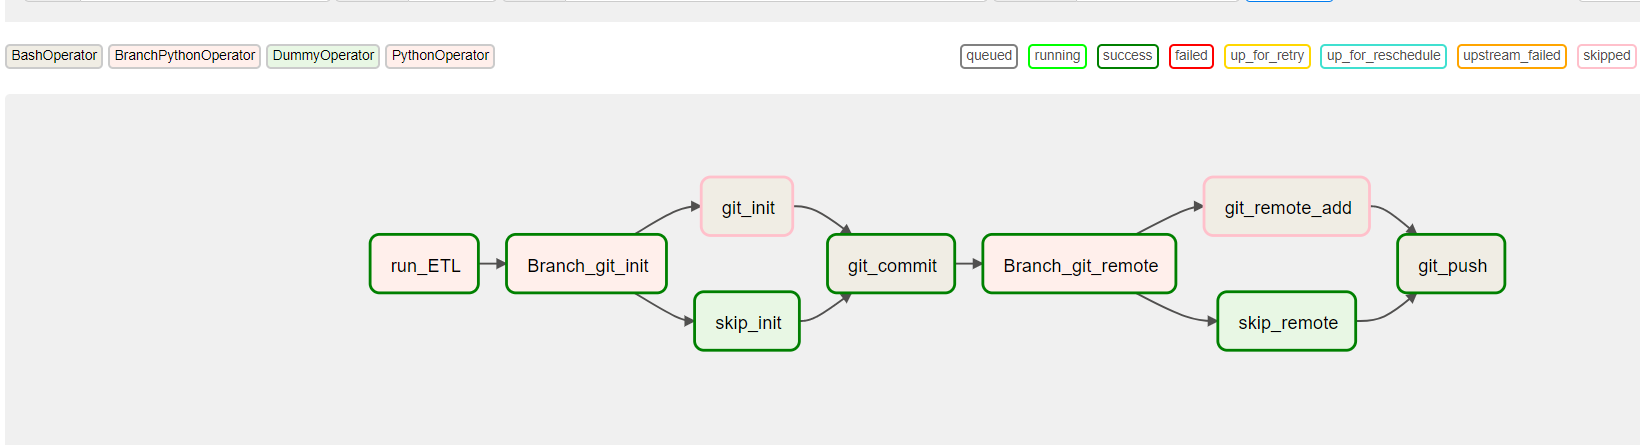 BashOperator BranchPythonOperator DummyOperator PythonOperator queued running success failed up_for_retry up_for_reschedule upstream_failed skipped
git_init git_remote_add
run_ETL Branch_git_init git_commit Branch_git_remote git_push
skip_init skip_remote